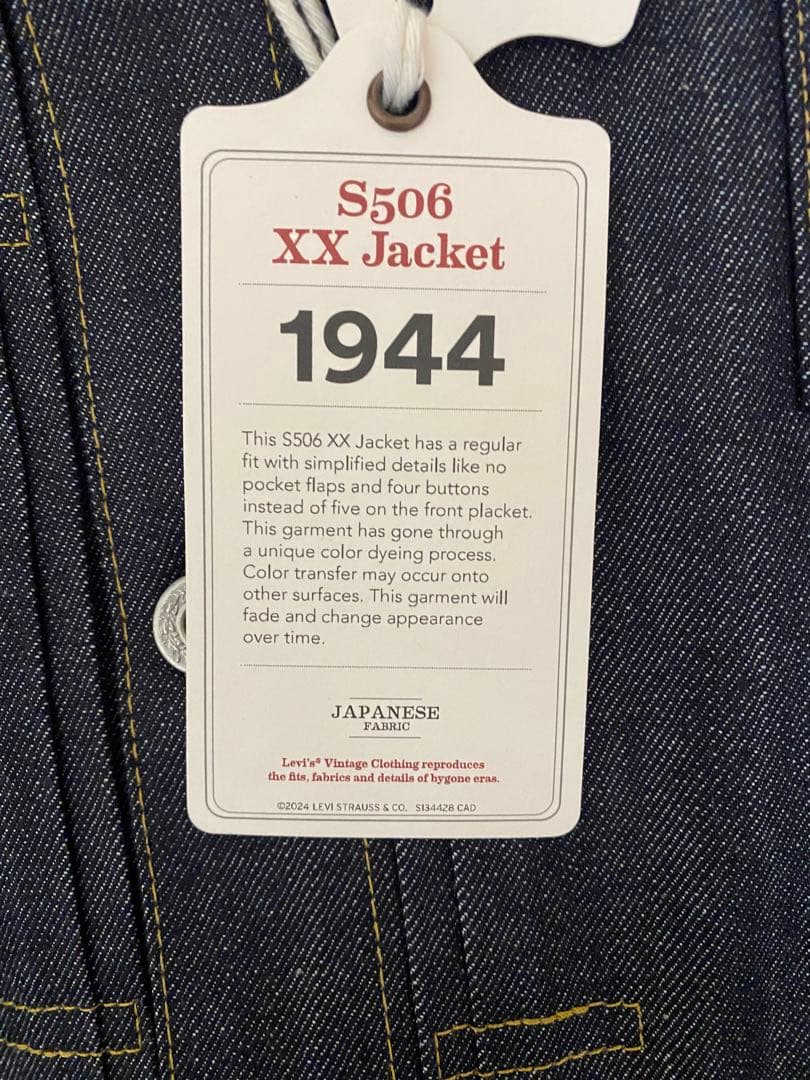 S506
XX Jacket
1944
This S506 XX Jacket has a regular
fit with simplified details like no
pocket flaps and four buttons
instead of five on the front placket.
This garment has gone through
a unique color dyeing process.
Color transfer may occur onto
other surfaces. This garment will
fade and change appearance
over time.
JAPANESE
FABRIC
Levi's® Vintage Clothing reproduces
the fits, fabrics and details of bygone eras.
©2024 LEVI STRAUSS & CO. S134428 CAD